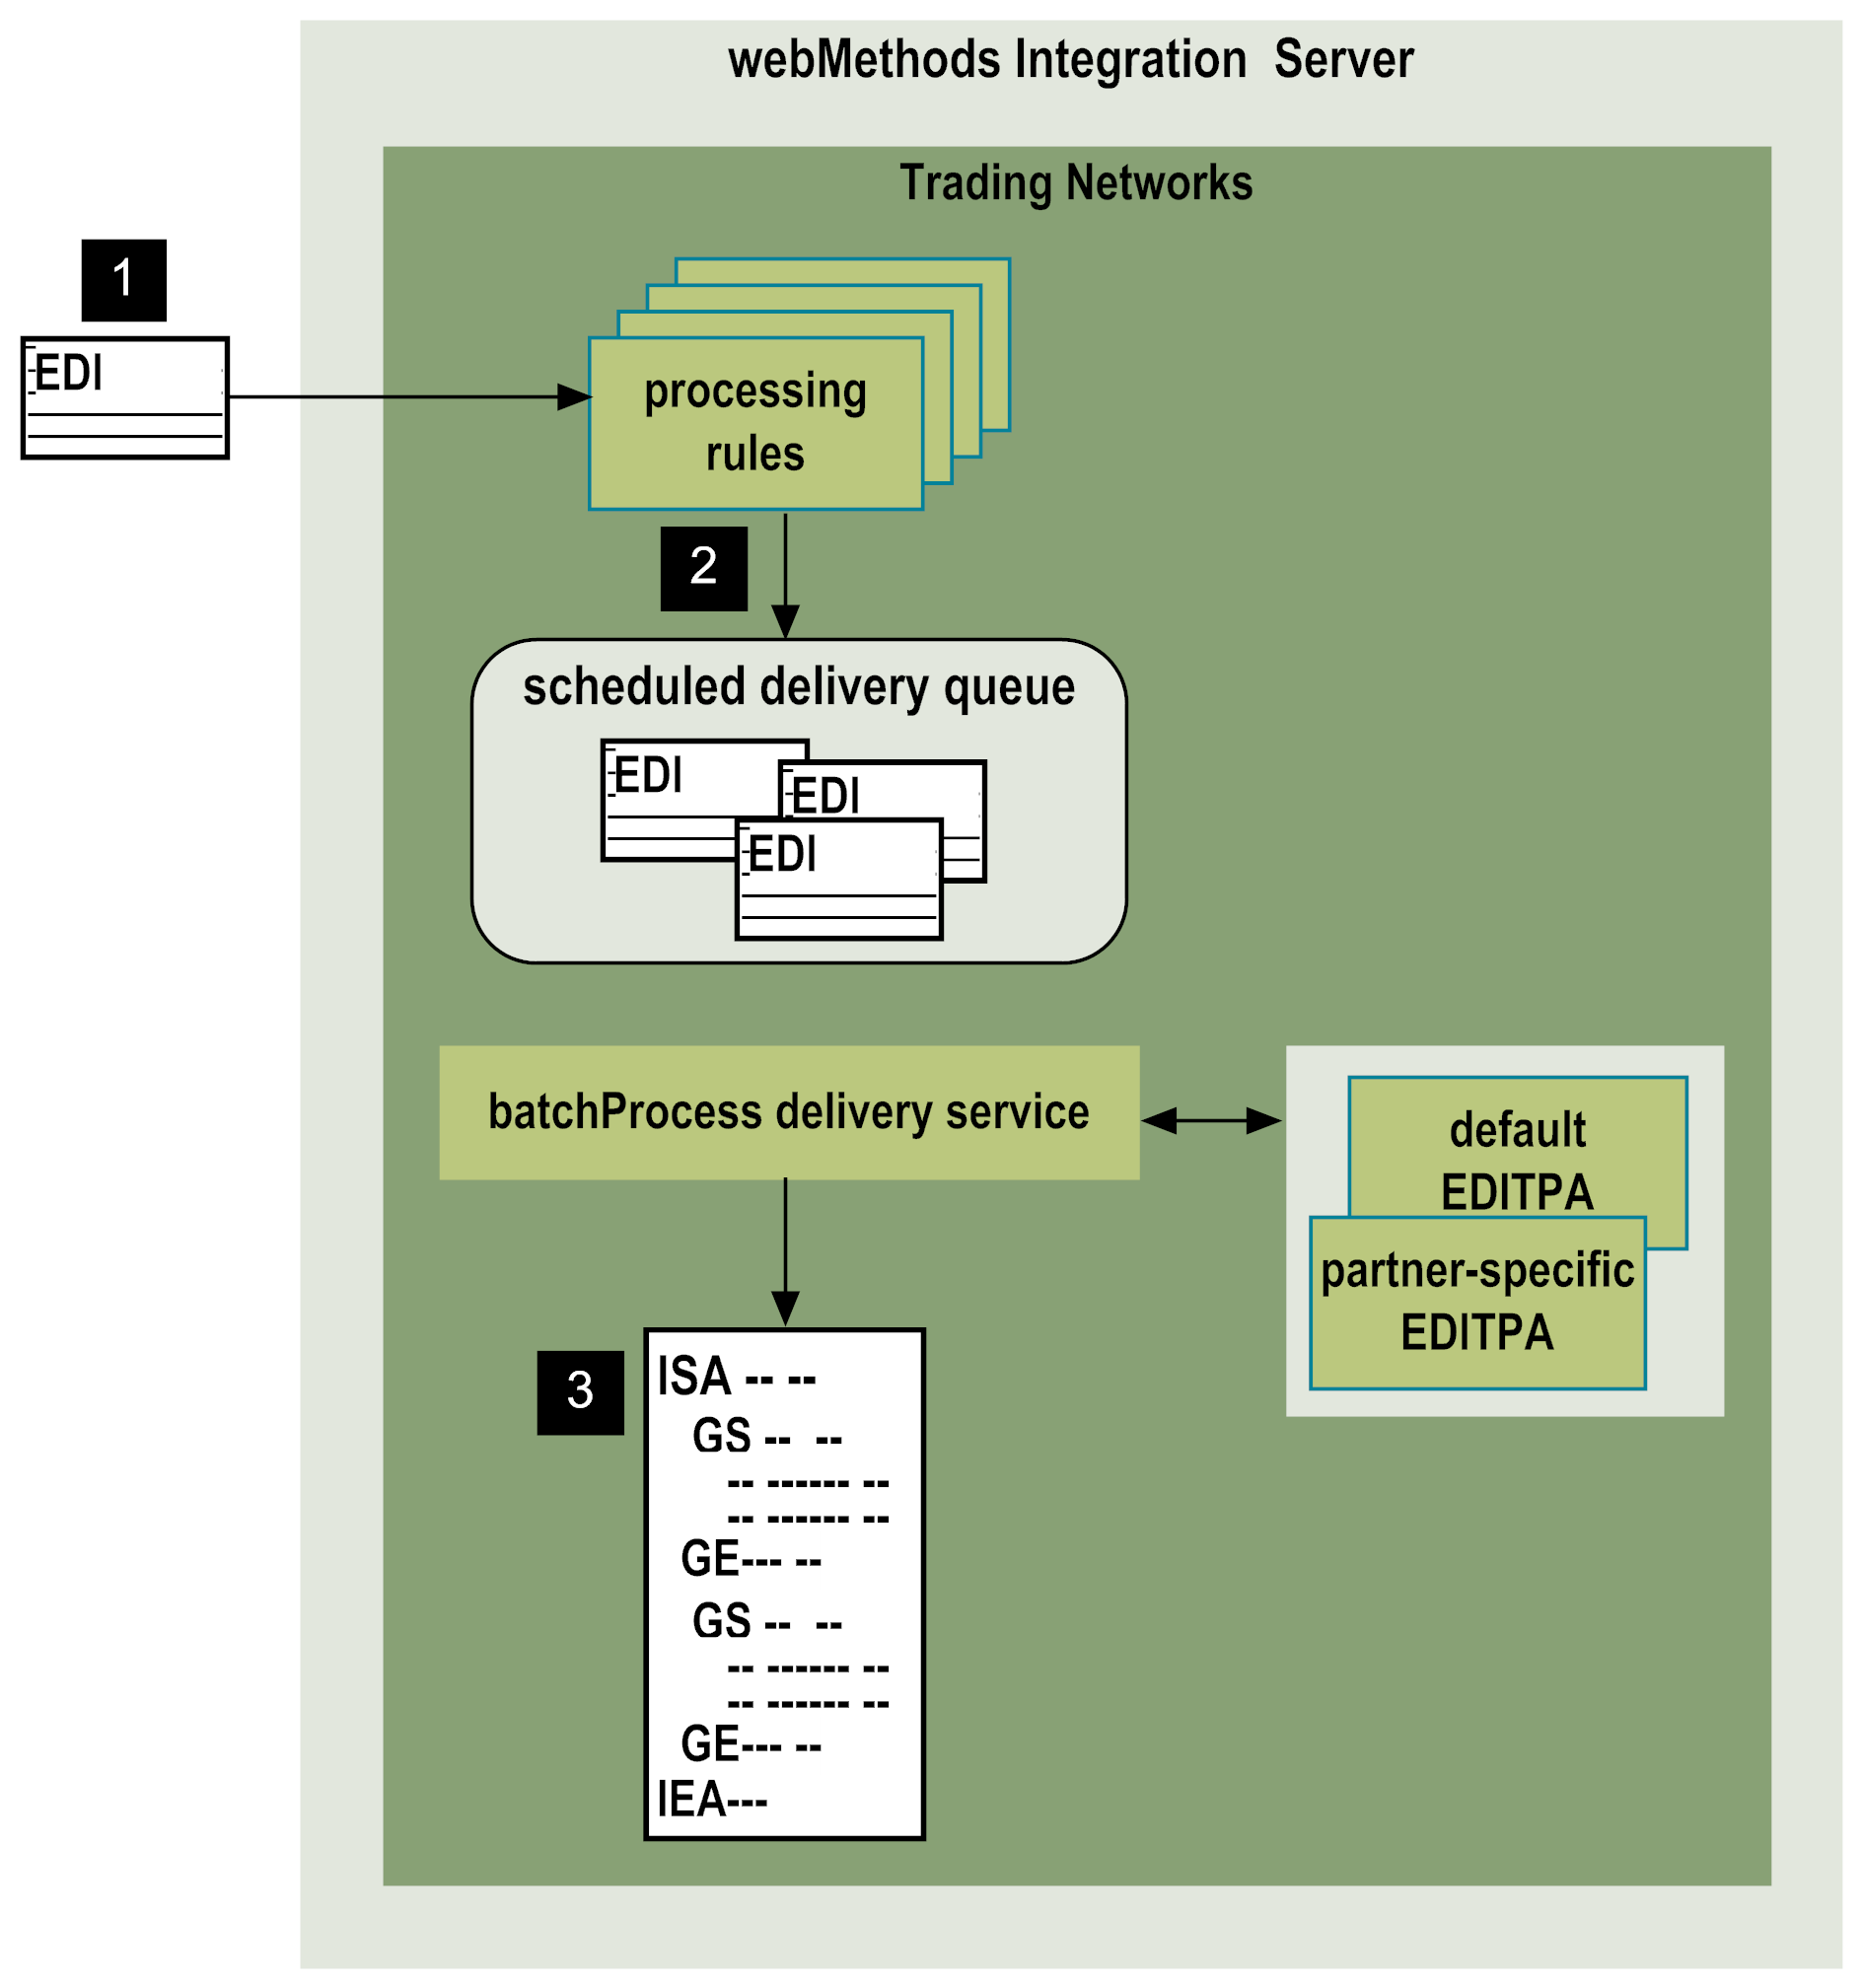 webMethods Integration Server
Trading Networks
1
EDI
processing
rules
2
scheduled delivery queue
EDI
EDI
EDI
batchProcess delivery service
default
EDITPA
partner-specific
EDITPA
3
ISA -- --
GS -- --
-- ------ --
-- ------ --
GE--- --
GS -- --
-- ------ --
-- ------ --
GE--- --
IEA---